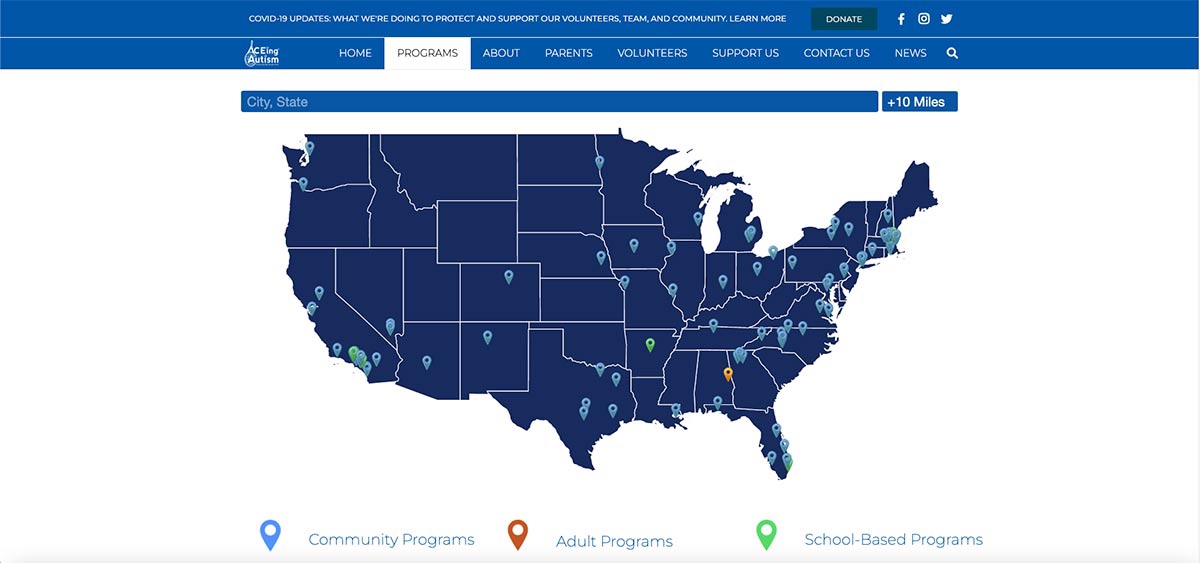 COVID-19 UPDATES: WHAT WE'RE DOING TO PROTECT AND SUPPORT OUR VOLUNTEERS, TEAM, AND COMMUNITY. LEARN MORE
DONATE
ACEing
Autism
HOME PROGRAMS ABOUT PARENTS VOLUNTEERS SUPPORT US CONTACT US NEWS
City, State
+10 Miles
Community Programs
Adult Programs
School-Based Programs